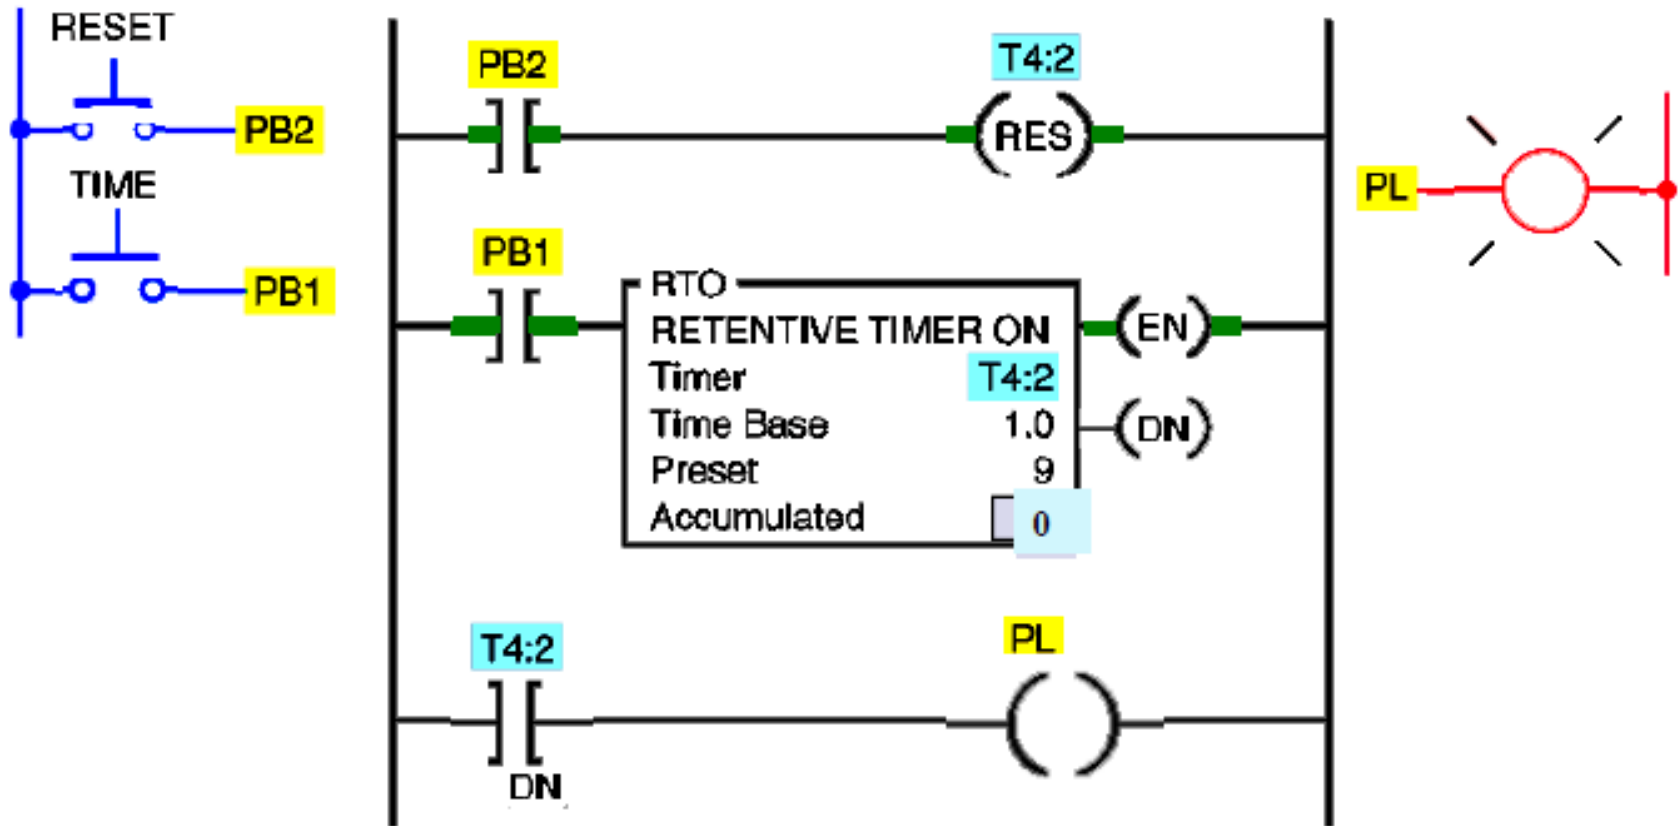 RESET
PB2
TIME
PB1
PB2
T4:2
RES
PB1
RTO
RETENTIVE TIMER ON
EN
Timer T4:2
Time Base 1.0
DN
Preset 9
Accumulated 0
T4:2
DN
PL
PL